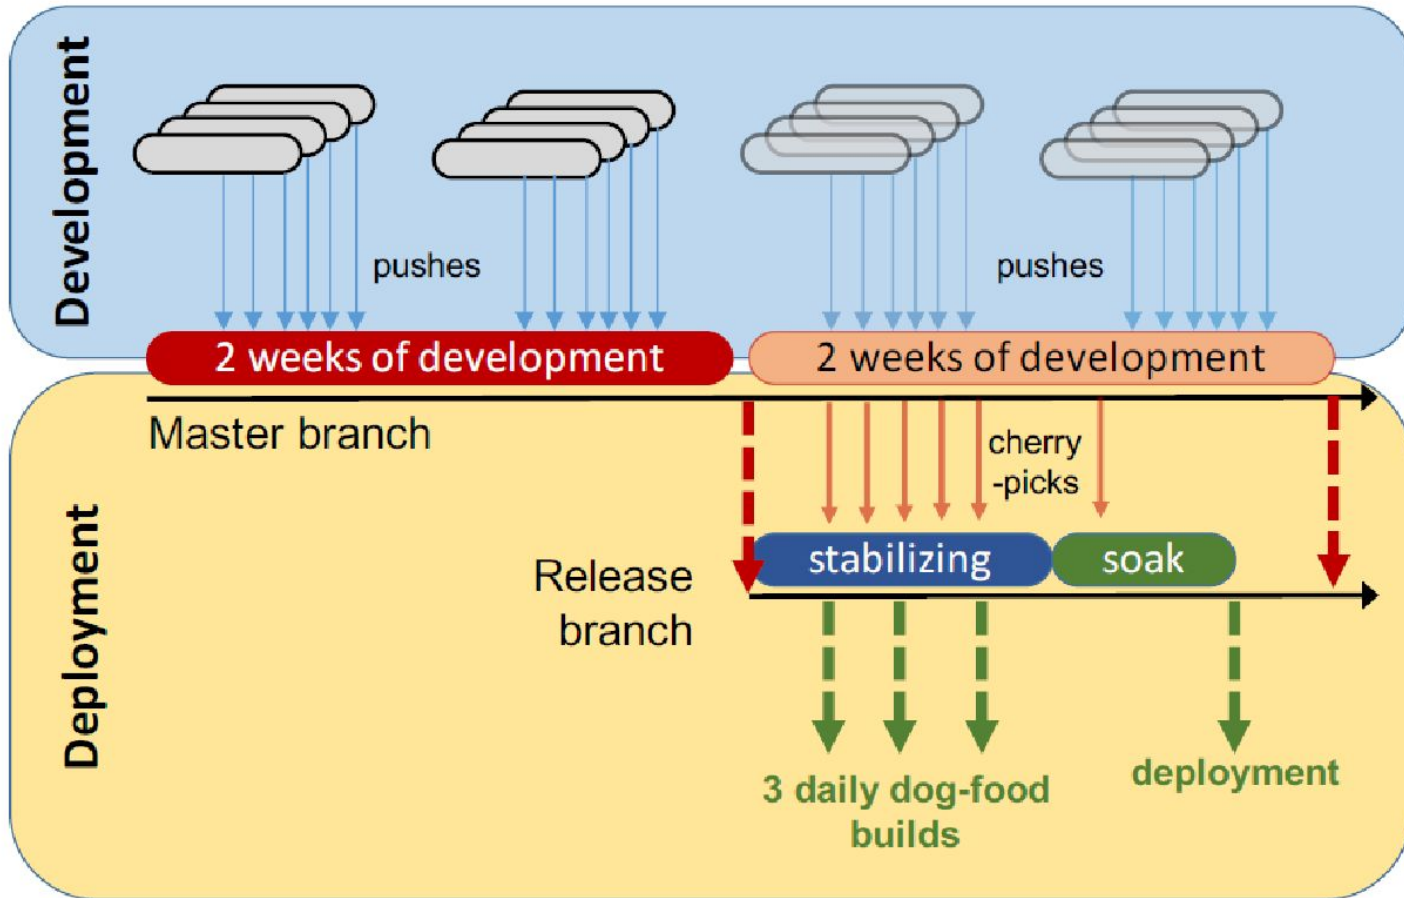 Development
pushes
pushes
2 weeks of development
2 weeks of development
Master branch
cherry
-picks
Deployment
stabilizing
soak
Release
branch
3 daily dog-food
builds
deployment